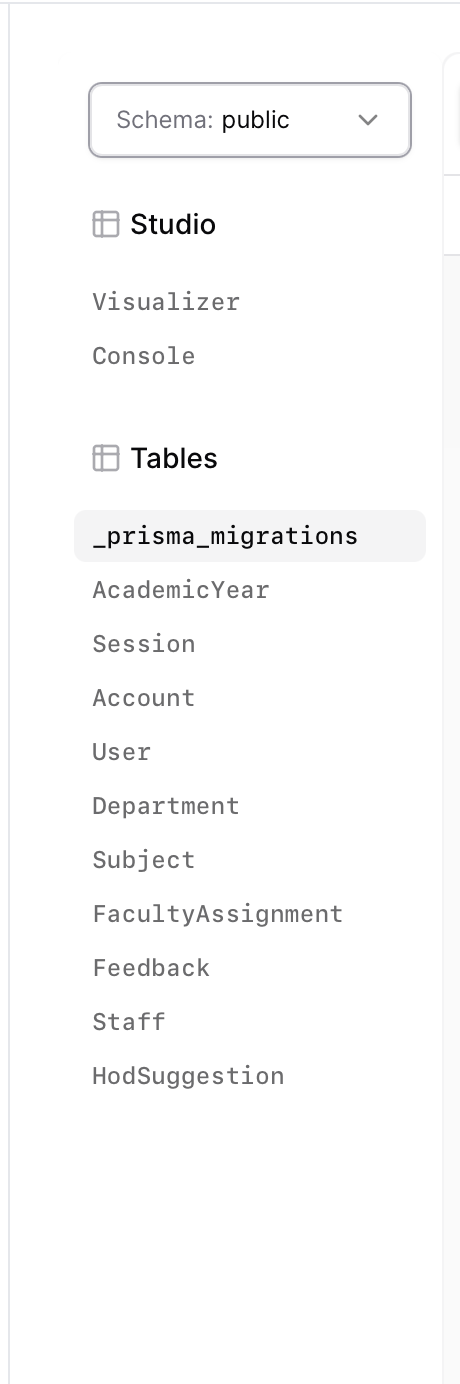 Schema: public
Studio
Visualizer
Console
Tables
_prisma_migrations
AcademicYear
Session
Account
User
Department
Subject
FacultyAssignment
Feedback
Staff
HodSuggestion